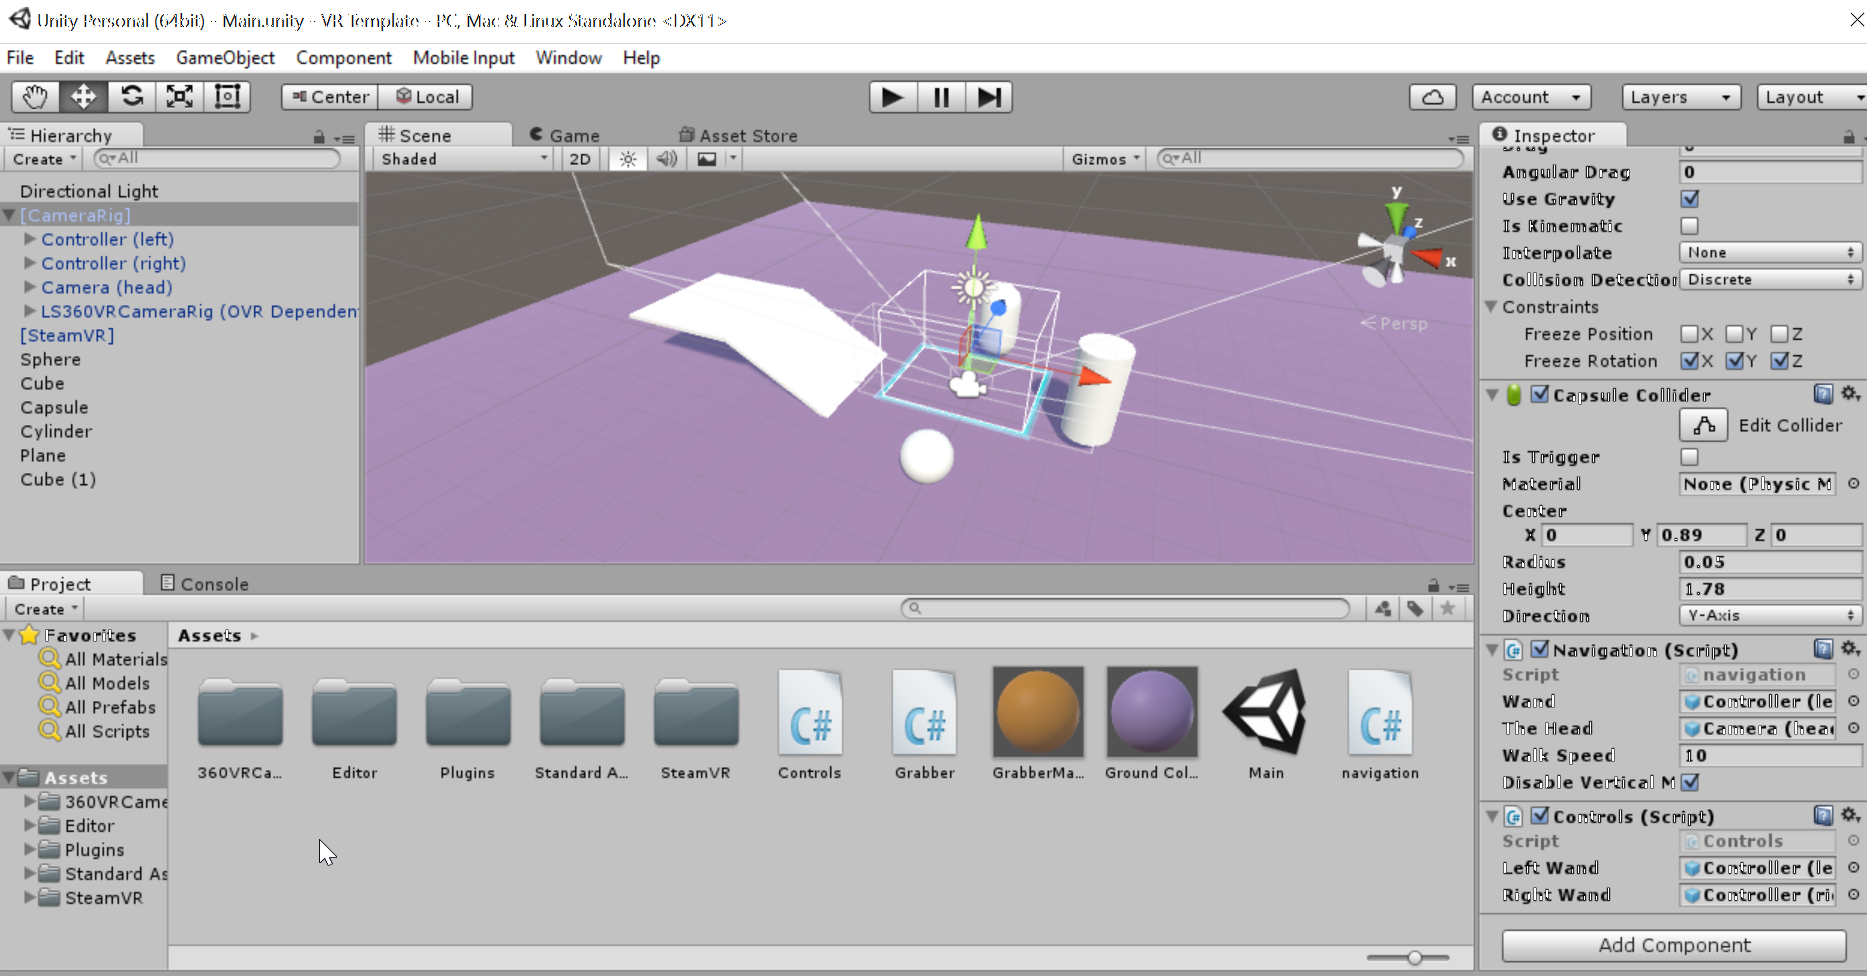 Unity Personal (64bit) - Main.unity - VR Template - PC, Mac & Linux Standalone <DX11>
File Edit Assets GameObject Component Mobile Input Window Help
Center Local Account Layers Layout
Hierarchy
Create All
Directional Light
[CameraRig]
Controller (left)
Controller (right)
Camera (head)
LS360VRCameraRig (OVR Dependen
[SteamVR]
Sphere
Cube
Capsule
Cylinder
Plane
Cube (1)
Scene Game Asset Store
Shaded 2D Gizmos All
y
z
x
Persp
Inspector
Drag 0
Angular Drag 0
Use Gravity
Is Kinematic
Interpolate None
Collision Detection Discrete
Constraints
Freeze Position X Y Z
Freeze Rotation X Y Z
Capsule Collider
Edit Collider
Is Trigger
Material None (Physic M
Center
X 0 Y 0.89 Z 0
Radius 0.05
Height 1.78
Direction Y-Axis
Navigation (Script)
Script navigation
Wand Controller (le
The Head Camera (head
Walk Speed 10
Disable Vertical M
Controls (Script)
Script Controls
Left Wand Controller (le
Right Wand Controller (ri
Add Component
Project Console
Create
Favorites
All Materials
All Models
All Prefabs
All Scripts
Assets
360VRCame
Editor
Plugins
Standard As
SteamVR
Assets
360VRCa... Editor Plugins Standard A... SteamVR Controls Grabber GrabberMa... Ground Col... Main navigation
C# C# C#